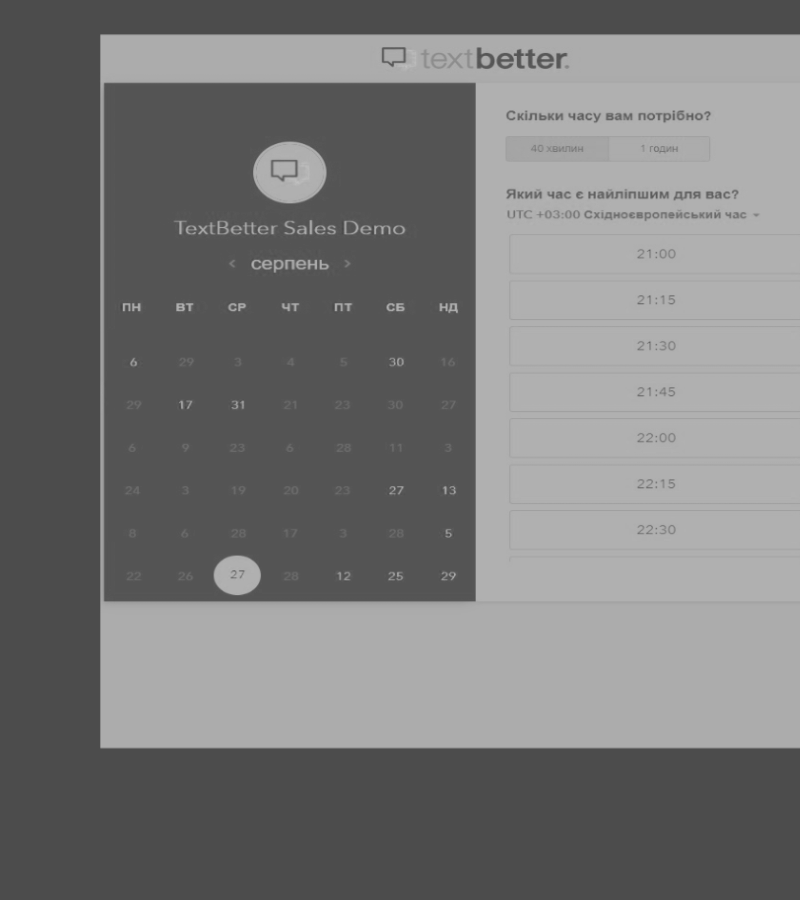 textbetter.
TextBetter Sales Demo
< серпень >
ПН ВТ СР ЧТ ПТ СБ НД
6 29 3 4 5 30 16
29 17 31 21 23 30 27
6 9 23 6 28 11 3
24 3 19 20 23 27 13
8 6 28 17 3 28 5
22 26 27 28 12 25 29
Скільки часу вам потрібно?
40 хвилин 1 годин
Який час є найліпшим для вас?
UTC +03:00 Східноєвропейський час
21:00
21:15
21:30
21:45
22:00
22:15
22:30